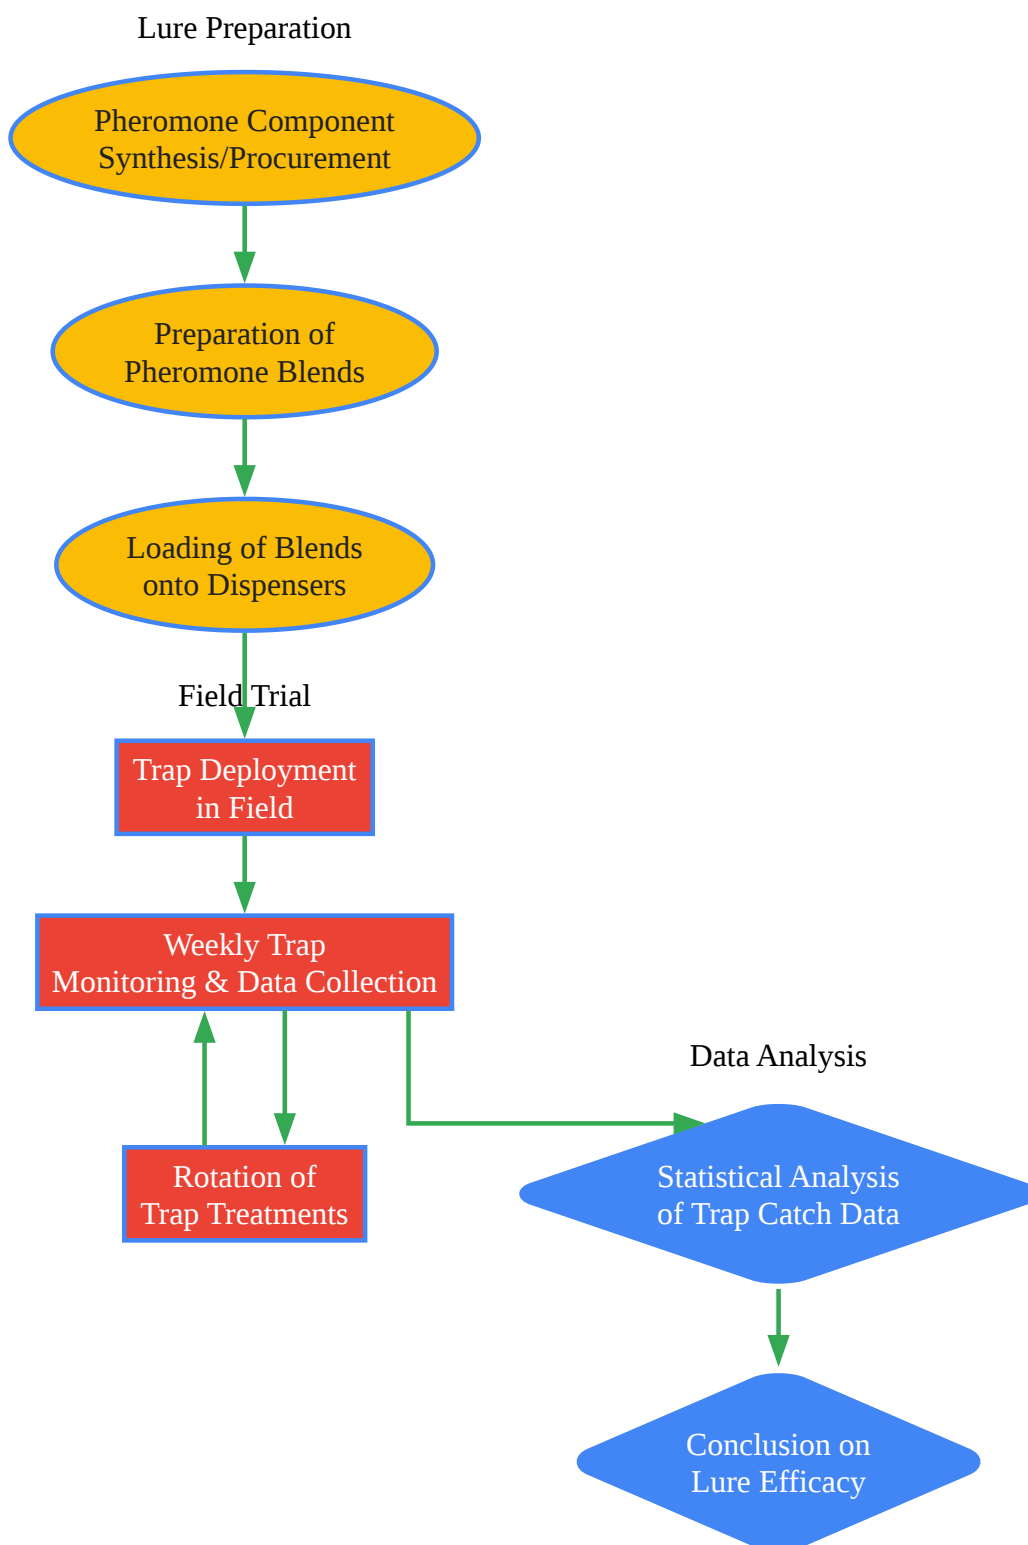 Lure Preparation
Pheromone Component
Synthesis/Procurement
Preparation of
Pheromone Blends
Loading of Blends
onto Dispensers
Field Trial
Trap Deployment
in Field
Weekly Trap
Monitoring & Data Collection
Rotation of
Trap Treatments
Data Analysis
Statistical Analysis
of Trap Catch Data
Conclusion on
Lure Efficacy